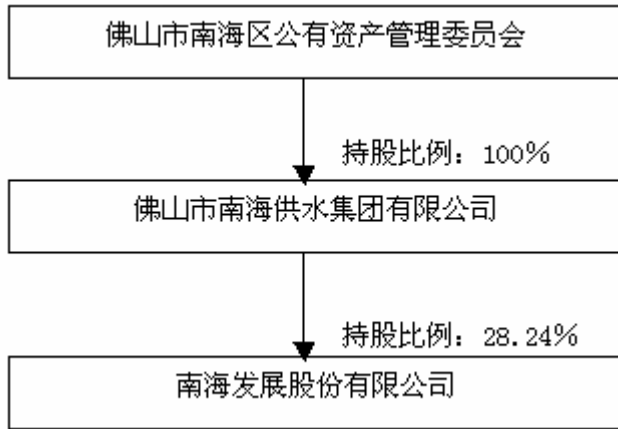 佛山市南海区公有资产管理委员会
持股比例：100%
佛山市南海供水集团有限公司
持股比例：28.24%
南海发展股份有限公司